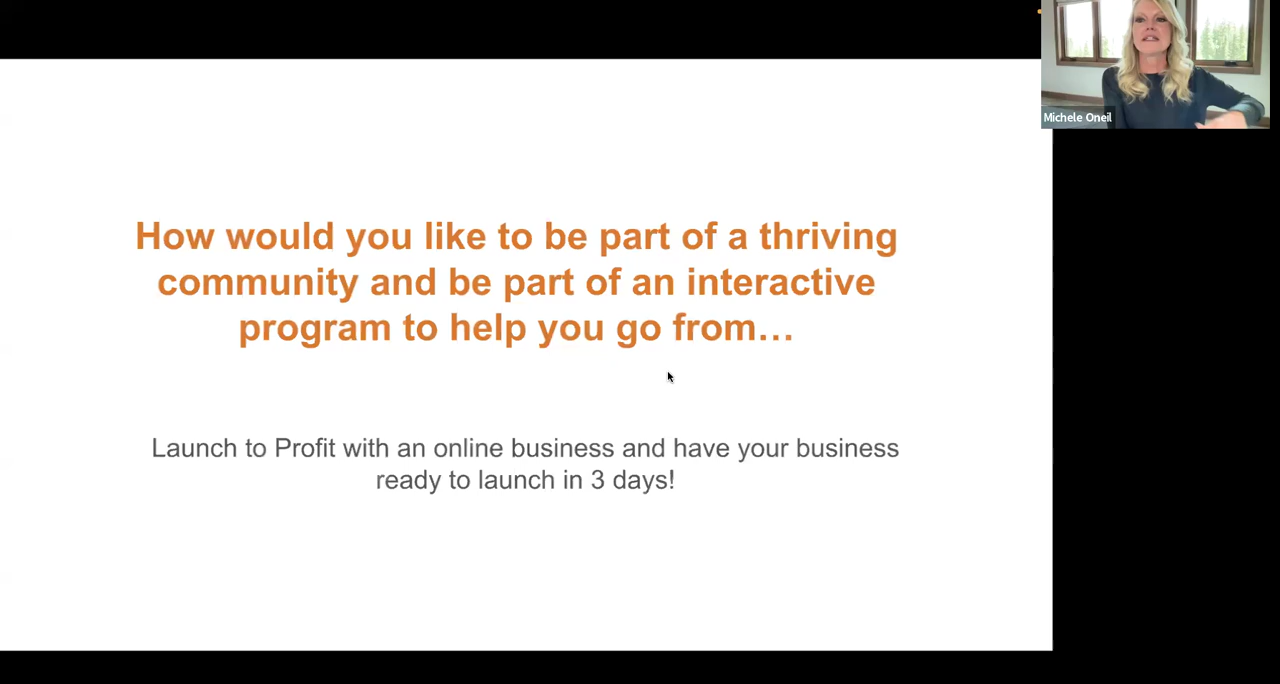 Michele Oneil
How would you like to be part of a thriving
community and be part of an interactive
program to help you go from…
Launch to Profit with an online business and have your business
ready to launch in 3 days!